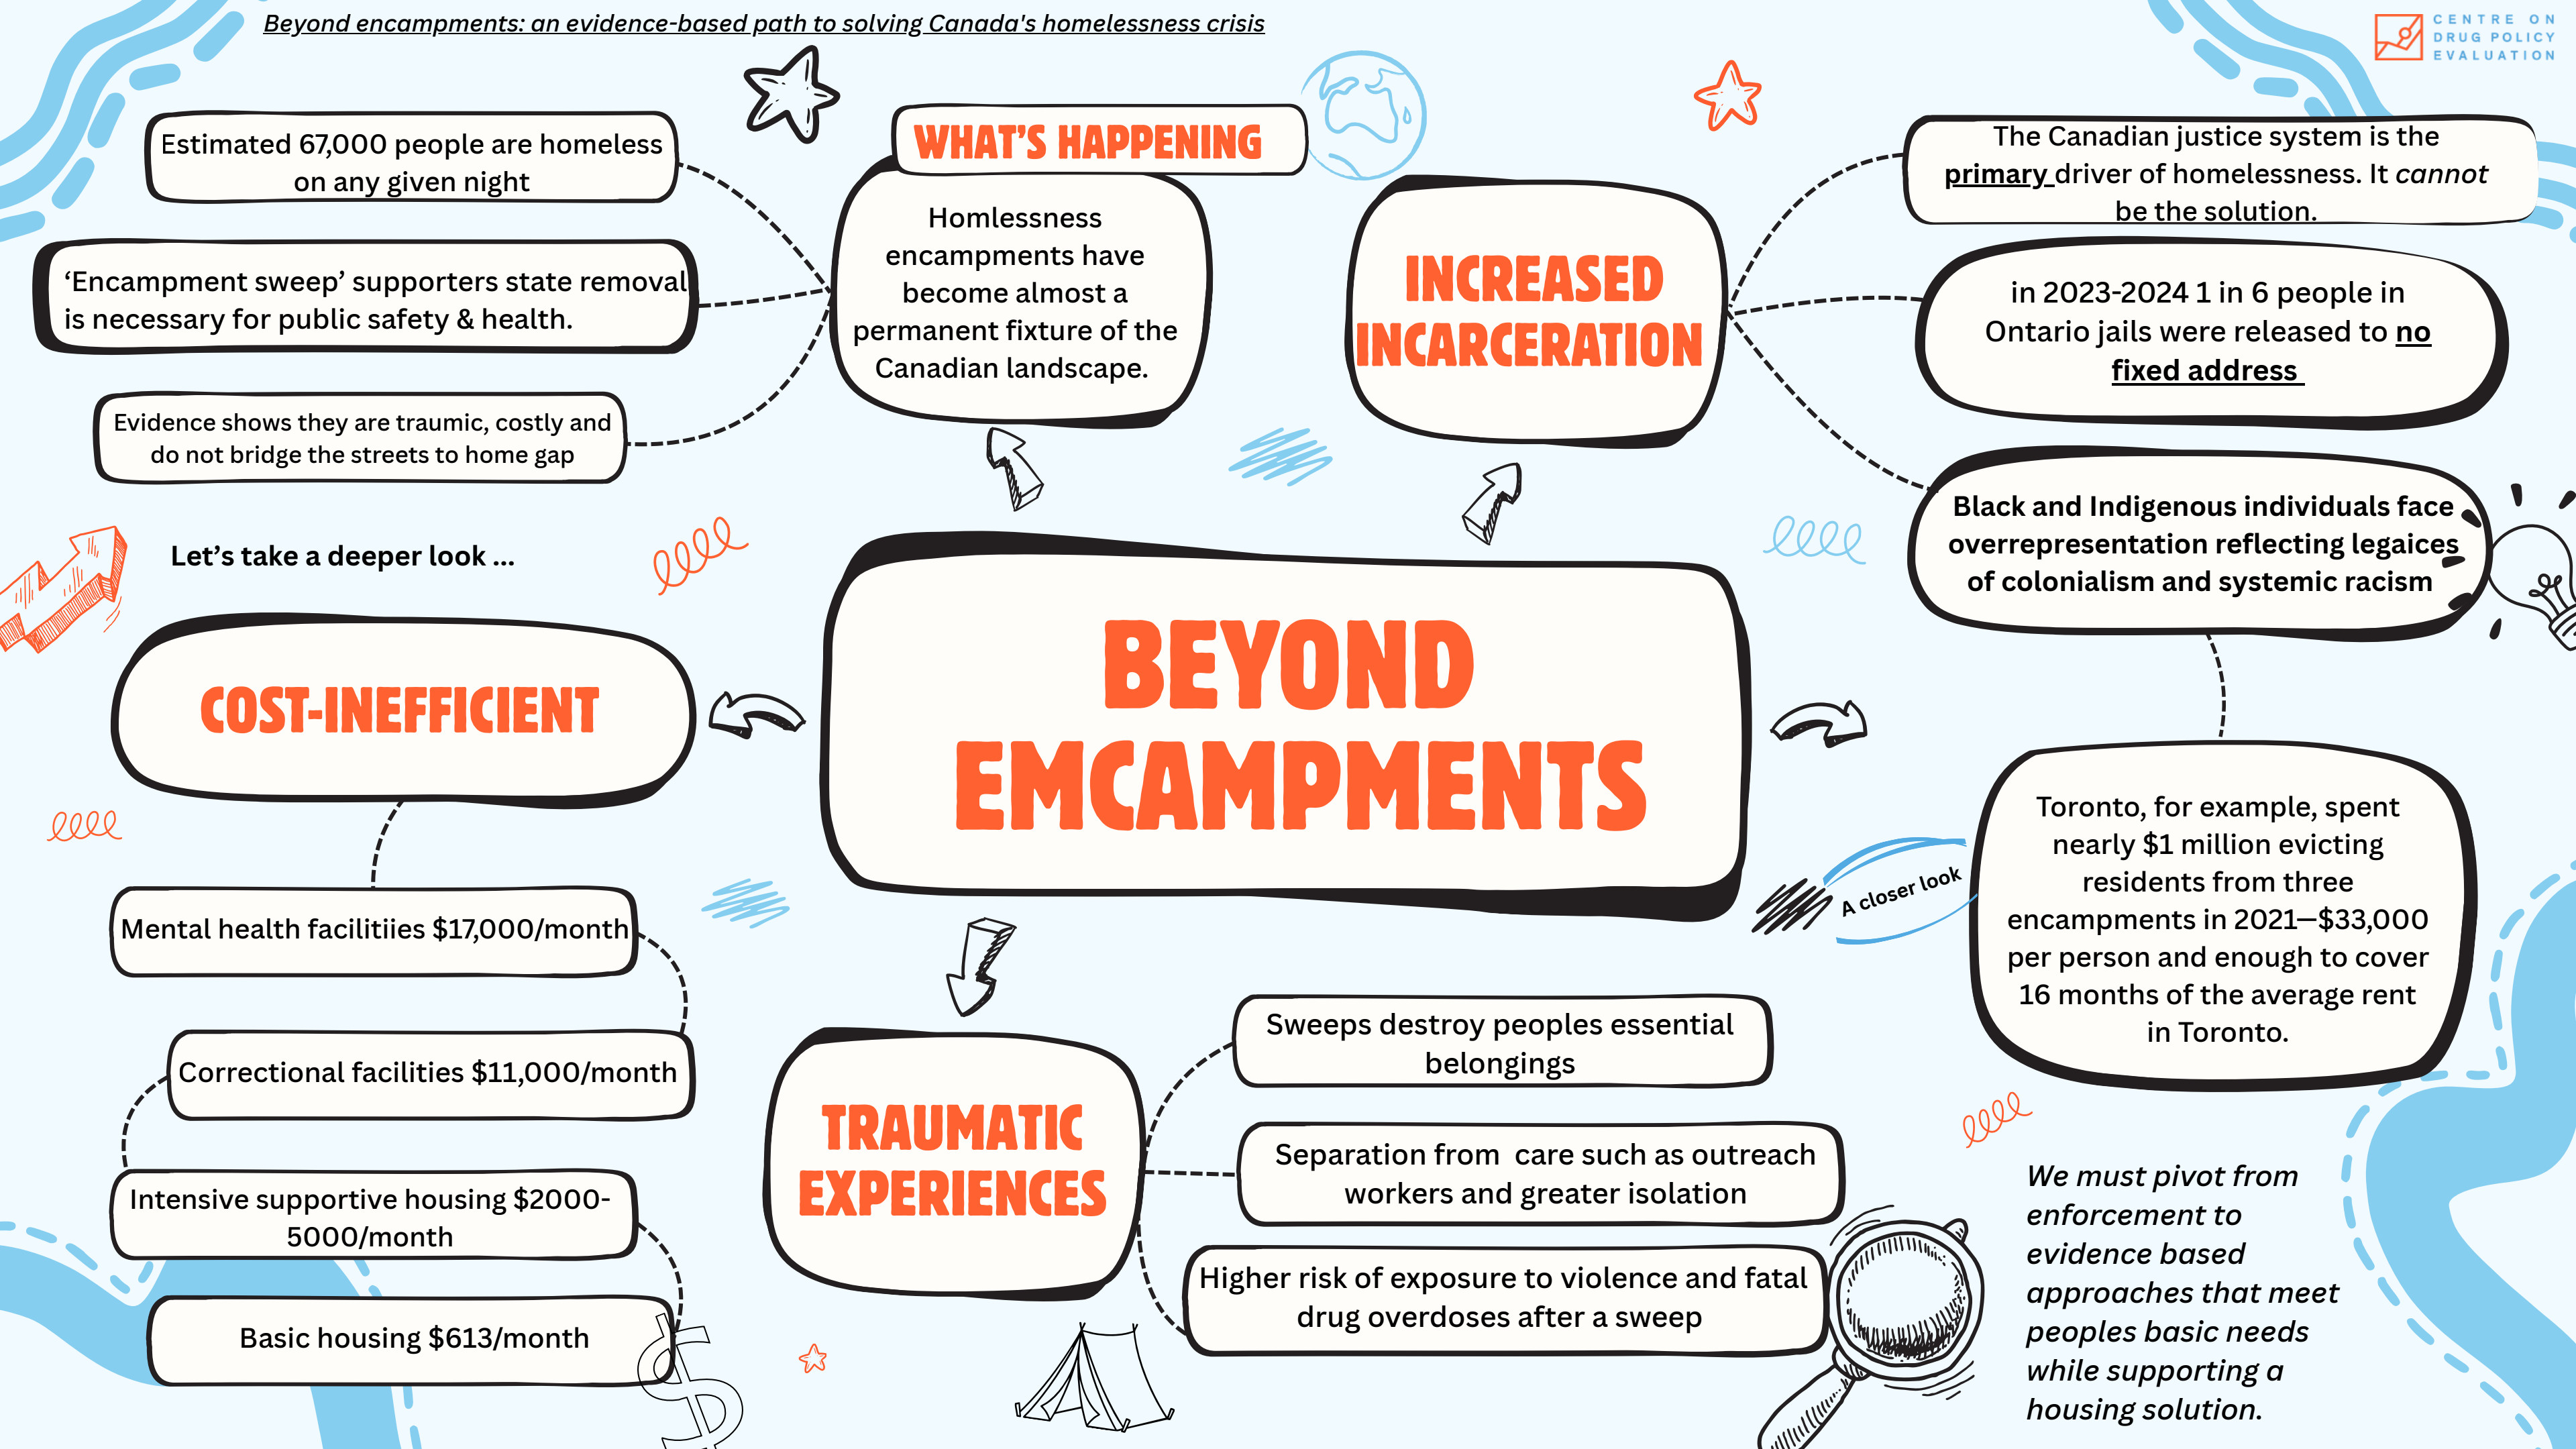 Beyond encampments: an evidence-based path to solving Canada's homelessness crisis
CENTRE ON
DRUG POLICY
EVALUATION
WHAT'S HAPPENING
Homlessness
encampments have
become almost a
permanent fixture of the
Canadian landscape.
Estimated 67,000 people are homeless
on any given night
‘Encampment sweep’ supporters state removal
is necessary for public safety & health.
Evidence shows they are traumic, costly and
do not bridge the streets to home gap
INCREASED
INCARCERATION
The Canadian justice system is the
primary driver of homelessness. It cannot
be the solution.
in 2023-2024 1 in 6 people in
Ontario jails were released to no
fixed address
Black and Indigenous individuals face
overrepresentation reflecting legaices
of colonialism and systemic racism
Let’s take a deeper look ...
BEYOND
EMCAMPMENTS
COST-INEFFICIENT
Mental health facilitiies $17,000/month
Correctional facilities $11,000/month
Intensive supportive housing $2000-
5000/month
Basic housing $613/month
A closer look
Toronto, for example, spent
nearly $1 million evicting
residents from three
encampments in 2021—$33,000
per person and enough to cover
16 months of the average rent
in Toronto.
TRAUMATIC
EXPERIENCES
Sweeps destroy peoples essential
belongings
Separation from  care such as outreach
workers and greater isolation
Higher risk of exposure to violence and fatal
drug overdoses after a sweep
We must pivot from
enforcement to
evidence based
approaches that meet
peoples basic needs
while supporting a
housing solution.